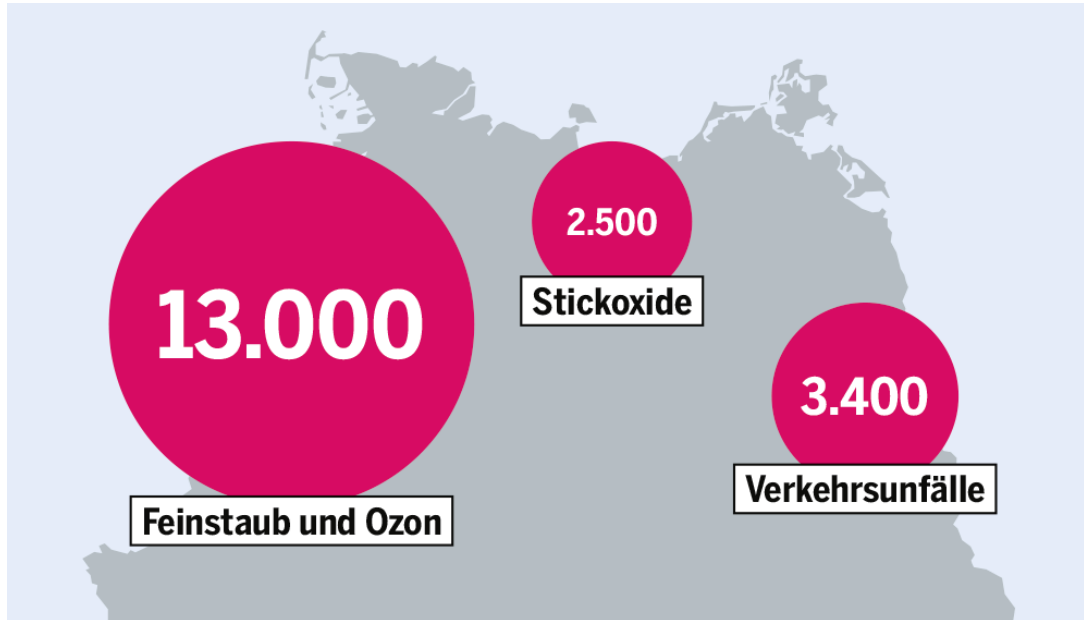 13.000
Feinstaub und Ozon
2.500
Stickoxide
3.400
Verkehrsunfälle